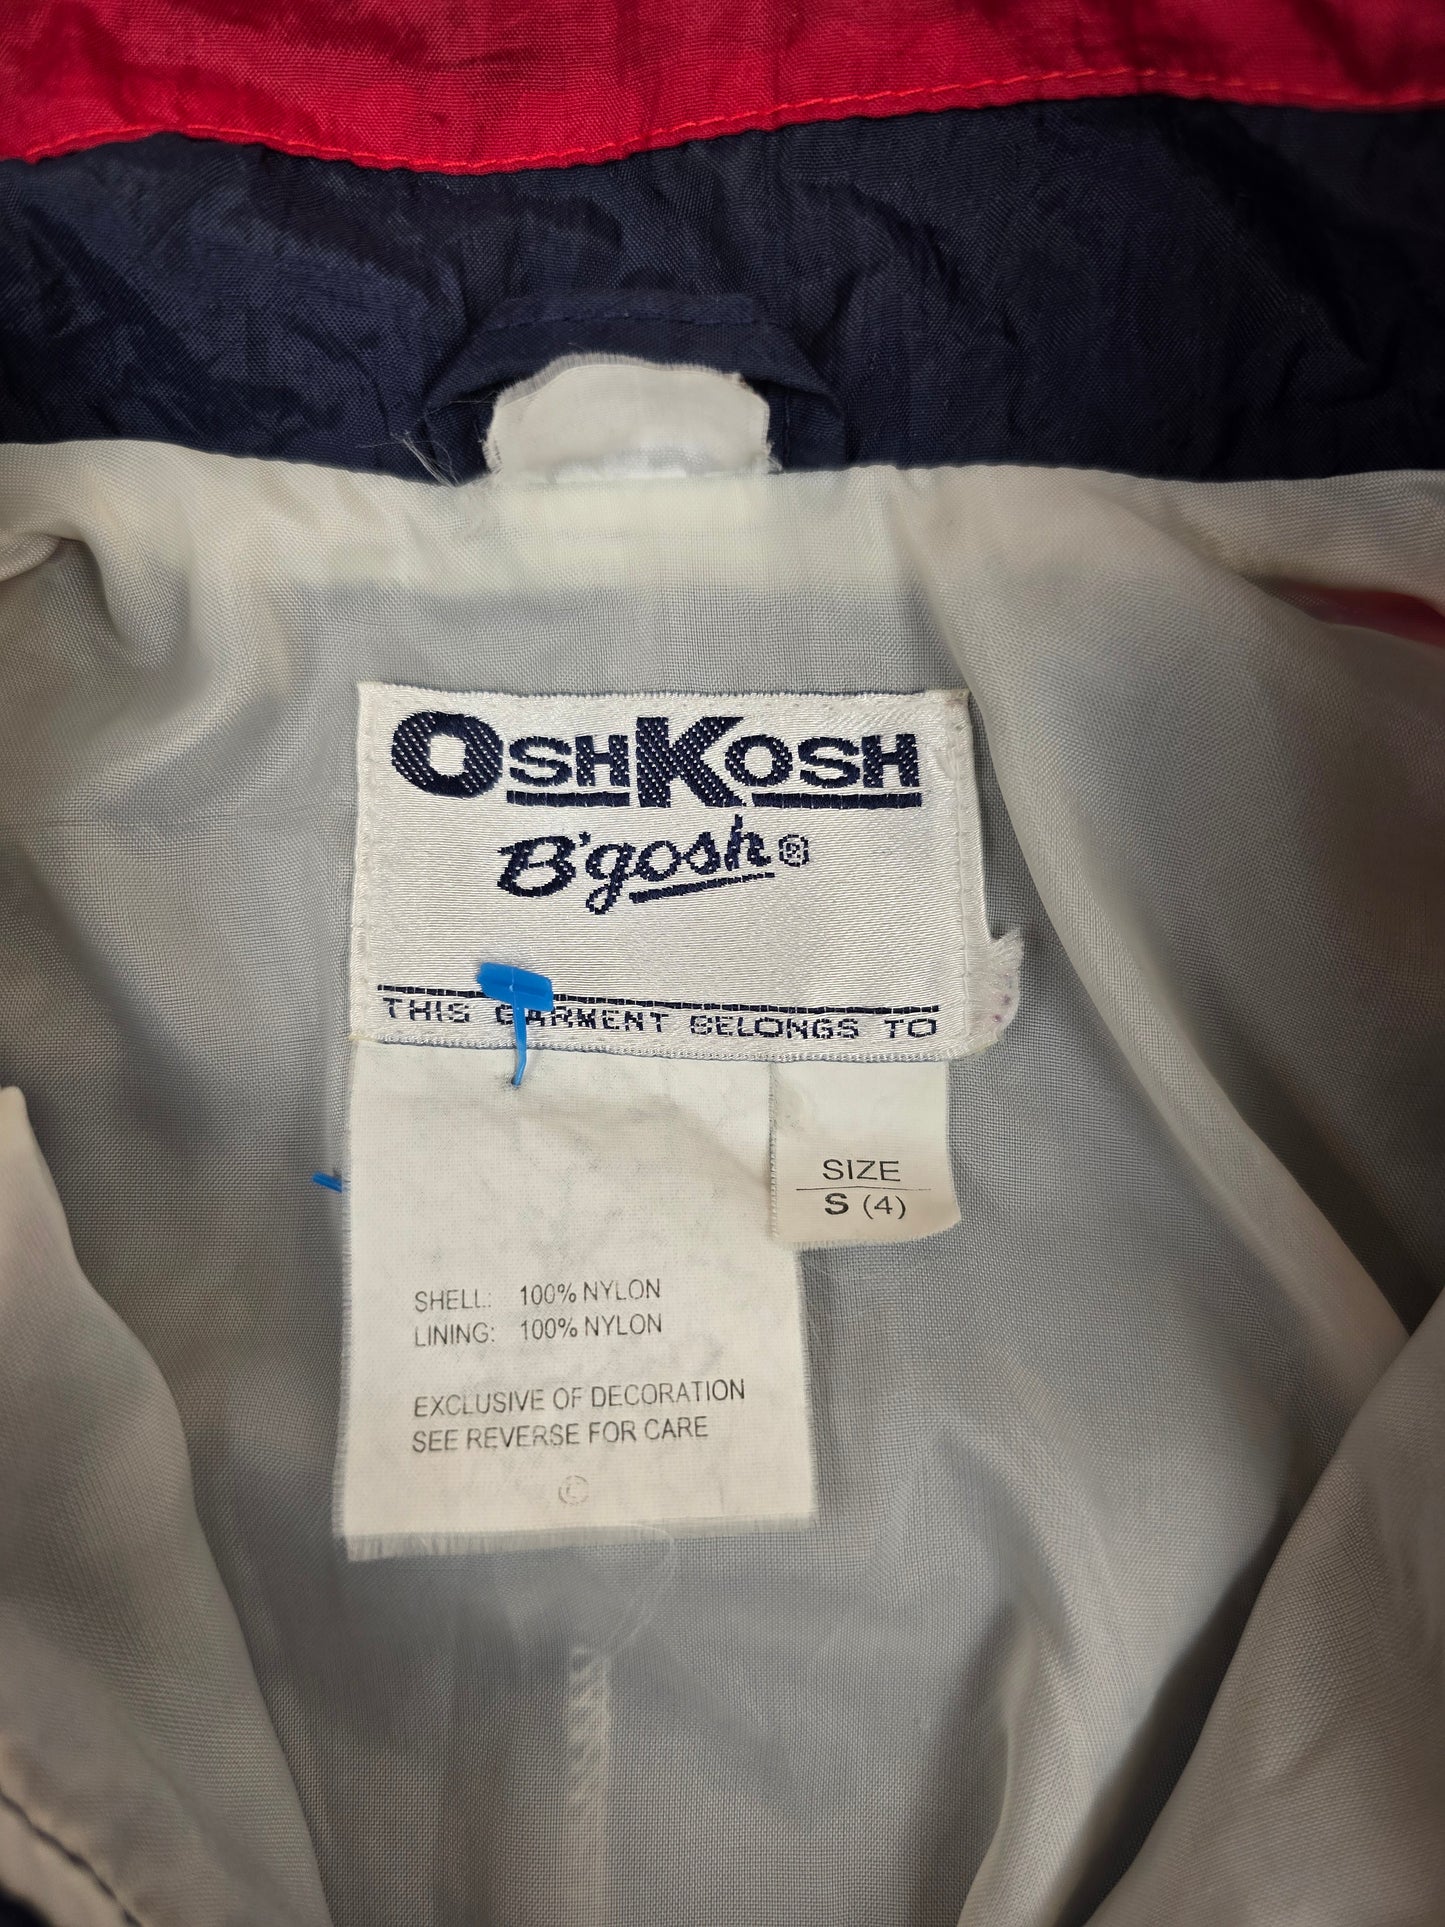 OSHKOSH
B'gosh®
THIS GARMENT BELONGS TO
SIZE
S (4)
SHELL: 100% NYLON
LINING: 100% NYLON
EXCLUSIVE OF DECORATION
SEE REVERSE FOR CARE
©